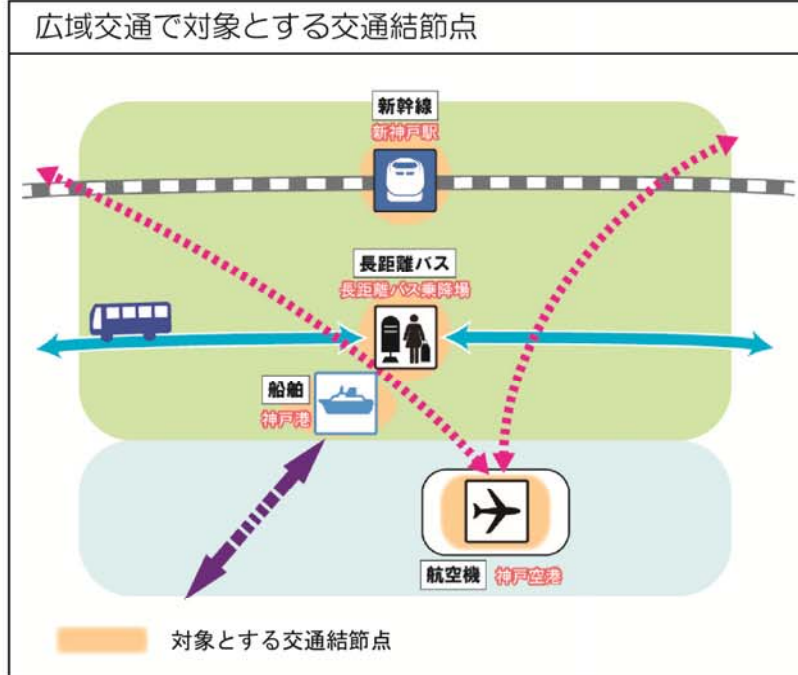 広域交通で対象とする交通結節点
新幹線
新神戸駅
長距離バス
長距離バス乗降場
船舶
神戸港
航空機 神戸空港
対象とする交通結節点